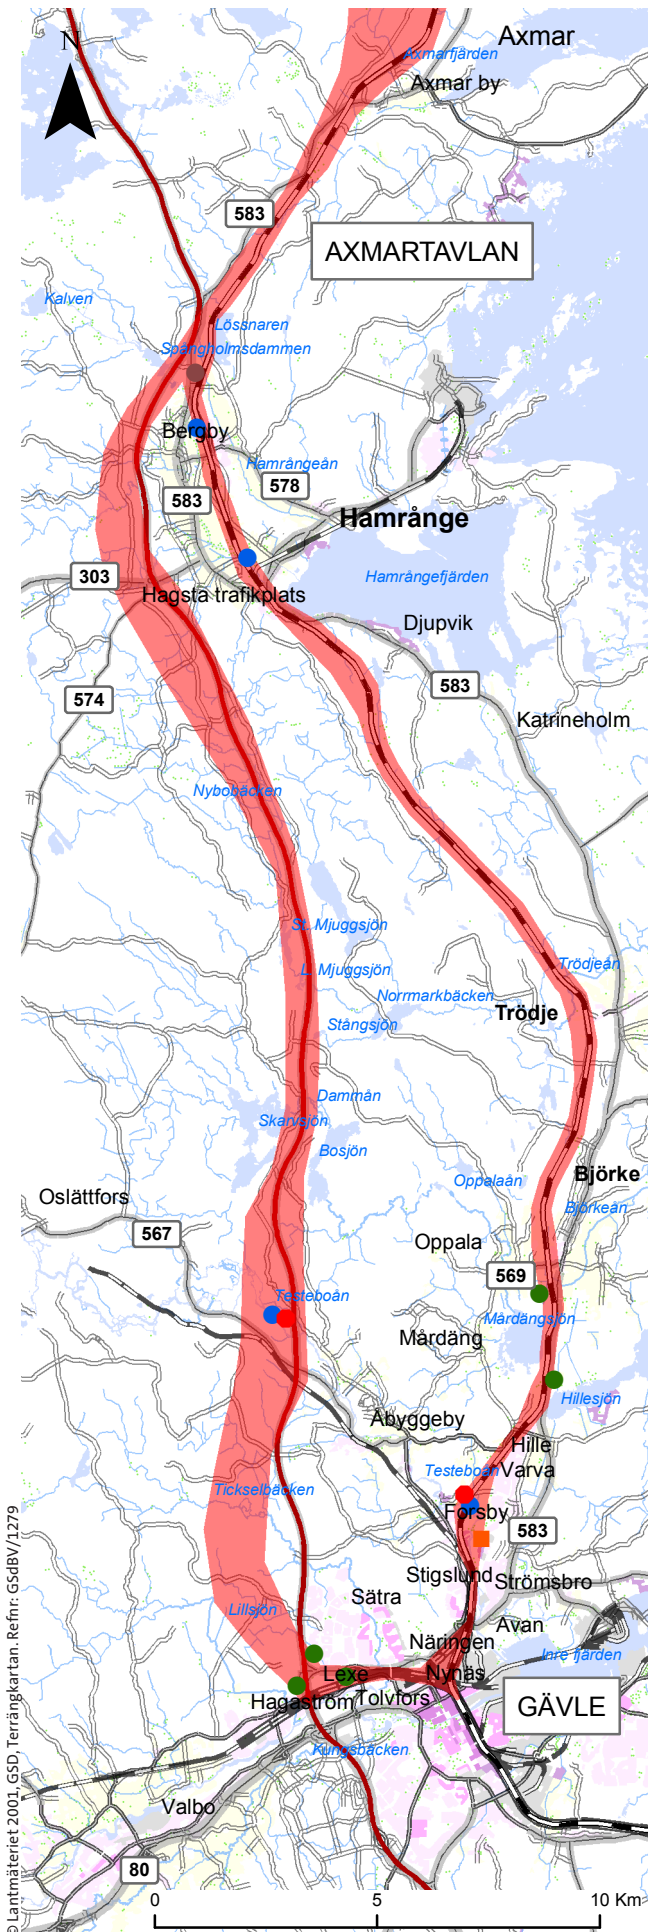 N
Axmar
Axmarfjärden
Axmar by
583
AXMARTAVLAN
Kalven
Lössnaren
Spångholmsdammen
Bergby
Hamrångeån
578
583
Hamrånge
303
Hamrångefjärden
Hagsta trafikplats
Djupvik
574
583
Katrineholm
Nybobäcken
St. Mjuggsjön
Trödjeån
L. Mjuggsjön
Norrmarkbäcken
Trödje
Stångsjön
Dammån
Skarvsjön
Bosjön
Björke
Oppalaån
Oslättfors
Björkeån
567
Oppala
569
Testeboån
Mårdängsjön
Mårdäng
Hillesjön
Åbyggeby
Hille
Testeboån
Varva
Tickselbäcken
Forsby
583
Stigslund
Strömsbro
Sätra
Lillsjön
Avan
Näringen
Inre fjärden
Lexe
Nynäs
Hagaström
Tolvfors
GÄVLE
Kungsbäcken
Valbo
80
0 5 10 Km
© Lantmäteriet 2001, GSD, Terrängkartan. Refnr: GSdBV/1279